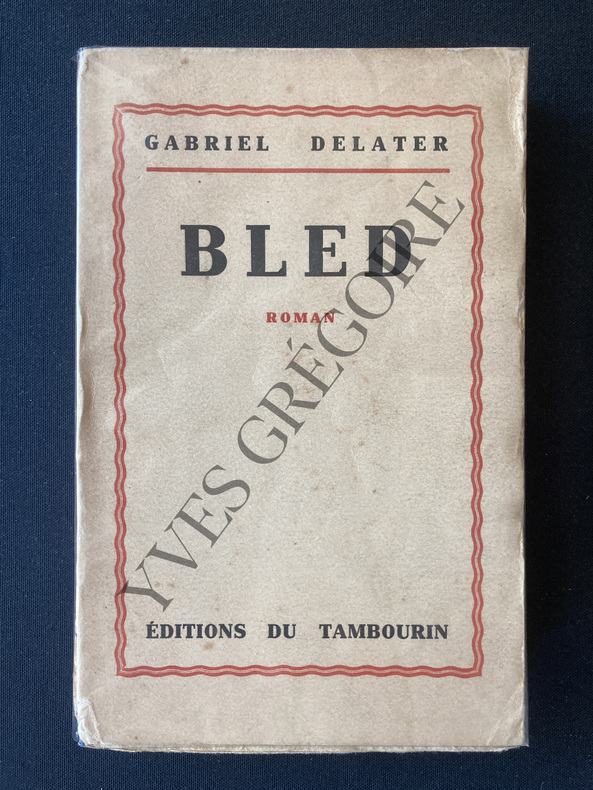 GABRIEL DELATER
BLED
ROMAN
YVES GRÉGOIRE
ÉDITIONS DU TAMBOURIN